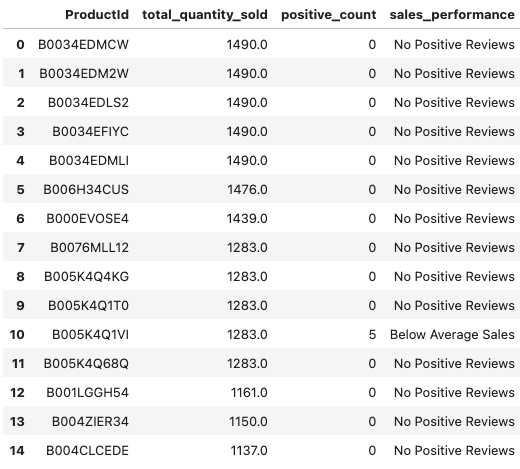 ProductId total_quantity_sold positive_count sales_performance
0 B0034EDMCW 1490.0 0 No Positive Reviews
1 B0034EDM2W 1490.0 0 No Positive Reviews
2 B0034EDLS2 1490.0 0 No Positive Reviews
3 B0034EFIYC 1490.0 0 No Positive Reviews
4 B0034EDMLI 1490.0 0 No Positive Reviews
5 B006H34CUS 1476.0 0 No Positive Reviews
6 B000EVOSE4 1439.0 0 No Positive Reviews
7 B0076MLL12 1283.0 0 No Positive Reviews
8 B005K4Q4KG 1283.0 0 No Positive Reviews
9 B005K4Q1T0 1283.0 0 No Positive Reviews
10 B005K4Q1VI 1283.0 5 Below Average Sales
11 B005K4Q68Q 1283.0 0 No Positive Reviews
12 B001LGGH54 1161.0 0 No Positive Reviews
13 B004ZIER34 1150.0 0 No Positive Reviews
14 B004CLCEDE 1137.0 0 No Positive Reviews